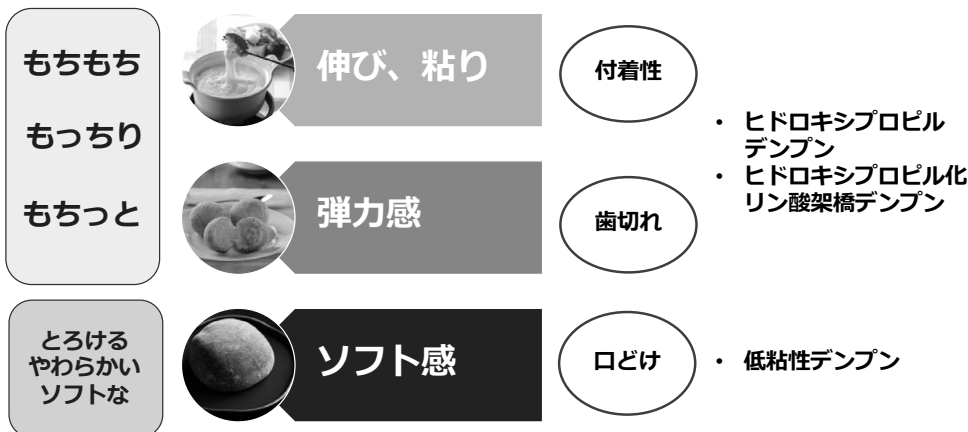 もちもち
もっちり
もちっと
伸び、粘り
付着性
弾力感
歯切れ
・ ヒドロキシプロピル
デンプン
・ ヒドロキシプロピル化
リン酸架橋デンプン
とろける
やわらかい
ソフトな
ソフト感
口どけ
・ 低粘性デンプン